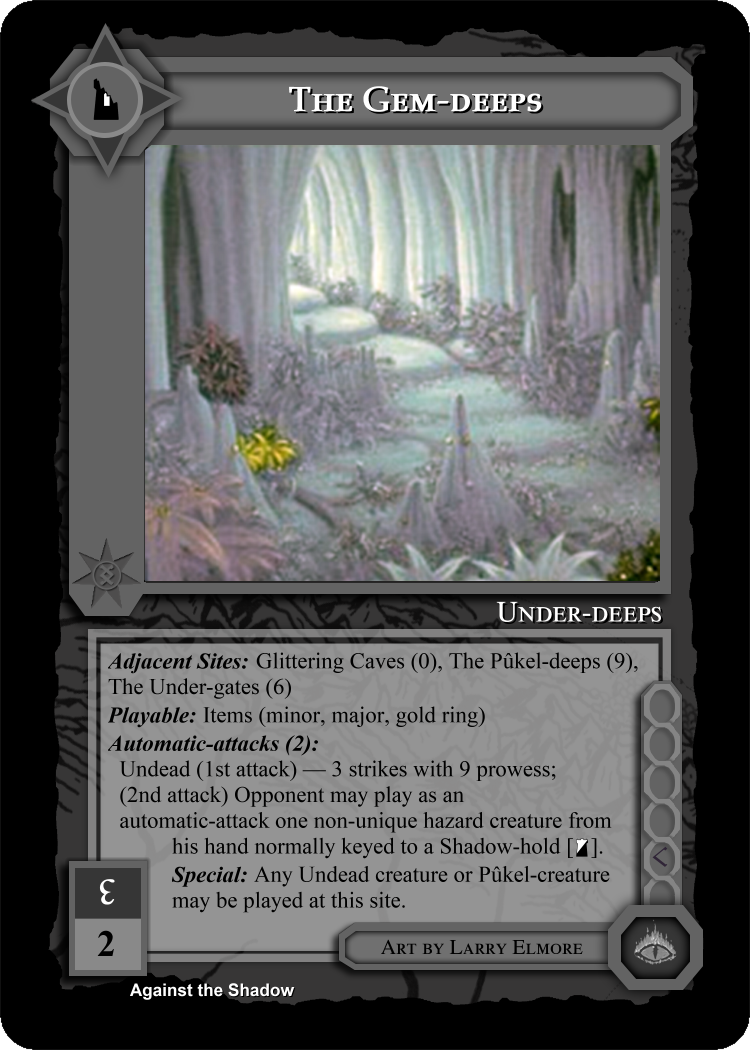 The Gem-deeps
Under-deeps
Adjacent Sites: Glittering Caves (0), The Pûkel-deeps (9),
The Under-gates (6)
Playable: Items (minor, major, gold ring)
Automatic-attacks (2):
Undead (1st attack) — 3 strikes with 9 prowess;
(2nd attack) Opponent may play as an
automatic-attack one non-unique hazard creature from
his hand normally keyed to a Shadow-hold [].
Special: Any Undead creature or Pûkel-creature
may be played at this site.
2
Art by Larry Elmore
Against the Shadow